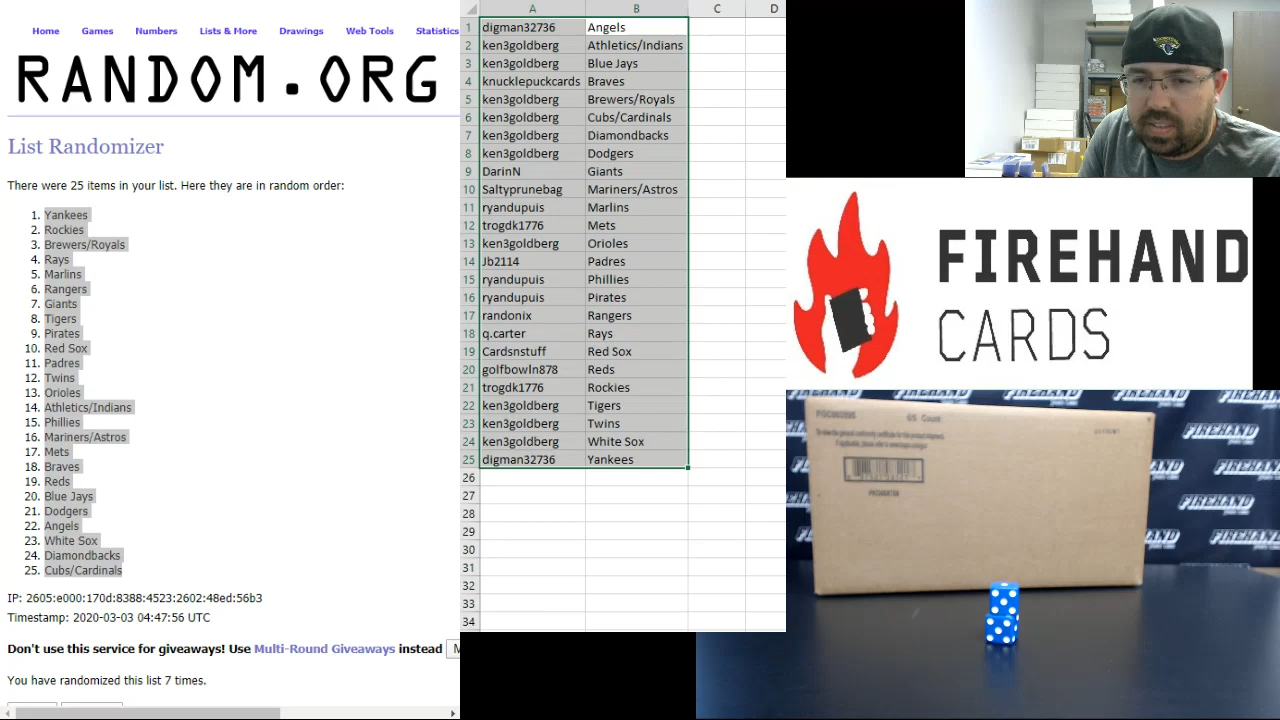 Home Games Numbers Lists & More Drawings Web Tools Statistics
RANDOM.ORG
List Randomizer
There were 25 items in your list. Here they are in random order:
1. Yankees
2. Rockies
3. Brewers/Royals
4. Rays
5. Marlins
6. Rangers
7. Giants
8. Tigers
9. Pirates
10. Red Sox
11. Padres
12. Twins
13. Orioles
14. Athletics/Indians
15. Phillies
16. Mariners/Astros
17. Mets
18. Braves
19. Reds
20. Blue Jays
21. Dodgers
22. Angels
23. White Sox
24. Diamondbacks
25. Cubs/Cardinals
IP: 2605:e000:170d:8388:4523:2602:48ed:56b3
Timestamp: 2020-03-03 04:47:56 UTC
Don't use this service for giveaways! Use Multi-Round Giveaways instead
You have randomized this list 7 times.
A B C D
1 digman32736 Angels
2 ken3goldberg Athletics/Indians
3 ken3goldberg Blue Jays
4 knucklepuckcards Braves
5 ken3goldberg Brewers/Royals
6 ken3goldberg Cubs/Cardinals
7 ken3goldberg Diamondbacks
8 ken3goldberg Dodgers
9 DarinN Giants
10 Saltyprunebag Mariners/Astros
11 ryandupuis Marlins
12 trogdk1776 Mets
13 ken3goldberg Orioles
14 Jb2114 Padres
15 ryandupuis Phillies
16 ryandupuis Pirates
17 randonix Rangers
18 q.carter Rays
19 Cardsnstuff Red Sox
20 golfbowln878 Reds
21 trogdk1776 Rockies
22 ken3goldberg Tigers
23 ken3goldberg Twins
24 ken3goldberg White Sox
25 digman32736 Yankees
26
27
28
29
30
31
32
33
34
FIREHAND
CARDS
FIREHAND
FIREHAND
FIREHAND